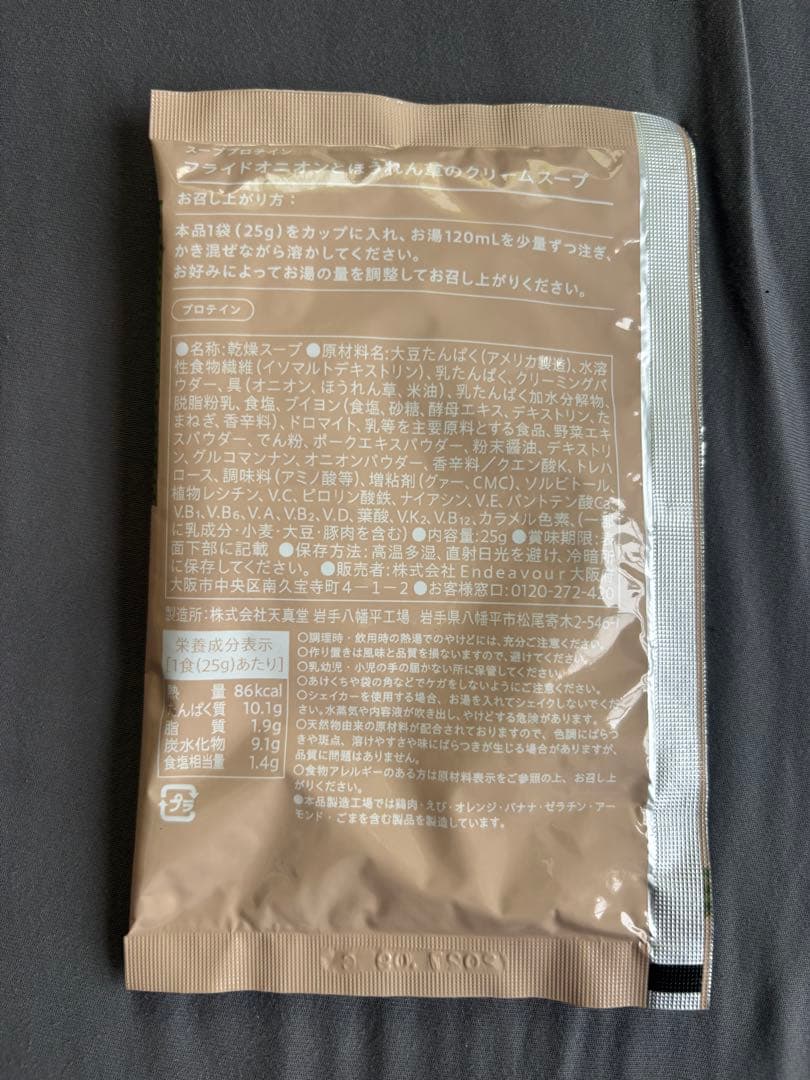 スーププロテイン
フライドオニオンとほうれん草のクリームスープ
お召し上がり方：
本品1袋（25g）をカップに入れ、お湯120mLを少量ずつ注ぎ、
かき混ぜながら溶かしてください。
お好みによってお湯の量を調整してお召し上がりください。
プロテイン
●名称：乾燥スープ ●原材料名：大豆たんぱく（アメリカ製造）、水溶
性食物繊維（イソマルトデキストリン）、乳たんぱく、クリーミングパ
ウダー、具（オニオン、ほうれん草、米油）、乳たんぱく加水分解物、
脱脂粉乳、食塩、ブイヨン（食塩、砂糖、酵母エキス、デキストリン、た
まねぎ、香辛料）、ドロマイト、乳等を主要原料とする食品、野菜エキ
スパウダー、でん粉、ポークエキスパウダー、粉末醤油、デキストリ
ン、グルコマンナン、オニオンパウダー、香辛料／クエン酸K、トレハ
ロース、調味料（アミノ酸等）、増粘剤（グァー、CMC）、ソルビトール、
植物レシチン、V.C、ピロリン酸鉄、ナイアシン、V.E、パントテン酸Ca、
V.B₁、V.B₆、V.A、V.B₂、V.D、葉酸、V.K₂、V.B₁₂、カラメル色素、（一部
に乳成分・小麦・大豆・豚肉を含む） ●内容量：25g ●賞味期限：
面下部に記載 ●保存方法：高温多湿、直射日光を避け、冷暗所
に保存してください。 ●販売者：株式会社Endeavour 大阪府
大阪市中央区南久宝寺町4－1－2 ●お客様窓口：0120-272-420
製造所：株式会社天真堂 岩手八幡平工場 岩手県八幡平市松尾寄木2-546-1
栄養成分表示
［1食（25g）あたり］
熱量 86kcal
たんぱく質 10.1g
脂質 1.9g
炭水化物 9.1g
食塩相当量 1.4g
プラ
○調理時・飲用時の熱湯でのやけどには、充分ご注意ください。
○作り置きは風味と品質を損ないますので、避けてください。
○乳幼児・小児の手の届かない所に保管してください。
○あけくちや袋の角などでケガをしないようにご注意ください。
○シェイカーを使用する場合、お湯を入れてシェイクしないでくだ
さい。水蒸気や内容液が吹き出し、やけどする危険があります。
○天然物由来の原材料が配合されておりますので、色調にばらつ
きや斑点、溶けやすさや味にばらつきが生じる場合がありますが、
品質に問題はありません。
○食物アレルギーのある方は原材料表示をご参照の上、お召し上
がりください。
●本品製造工場では鶏肉・えび・オレンジ・バナナ・ゼラチン・アー
モンド・ごまを含む製品を製造しています。